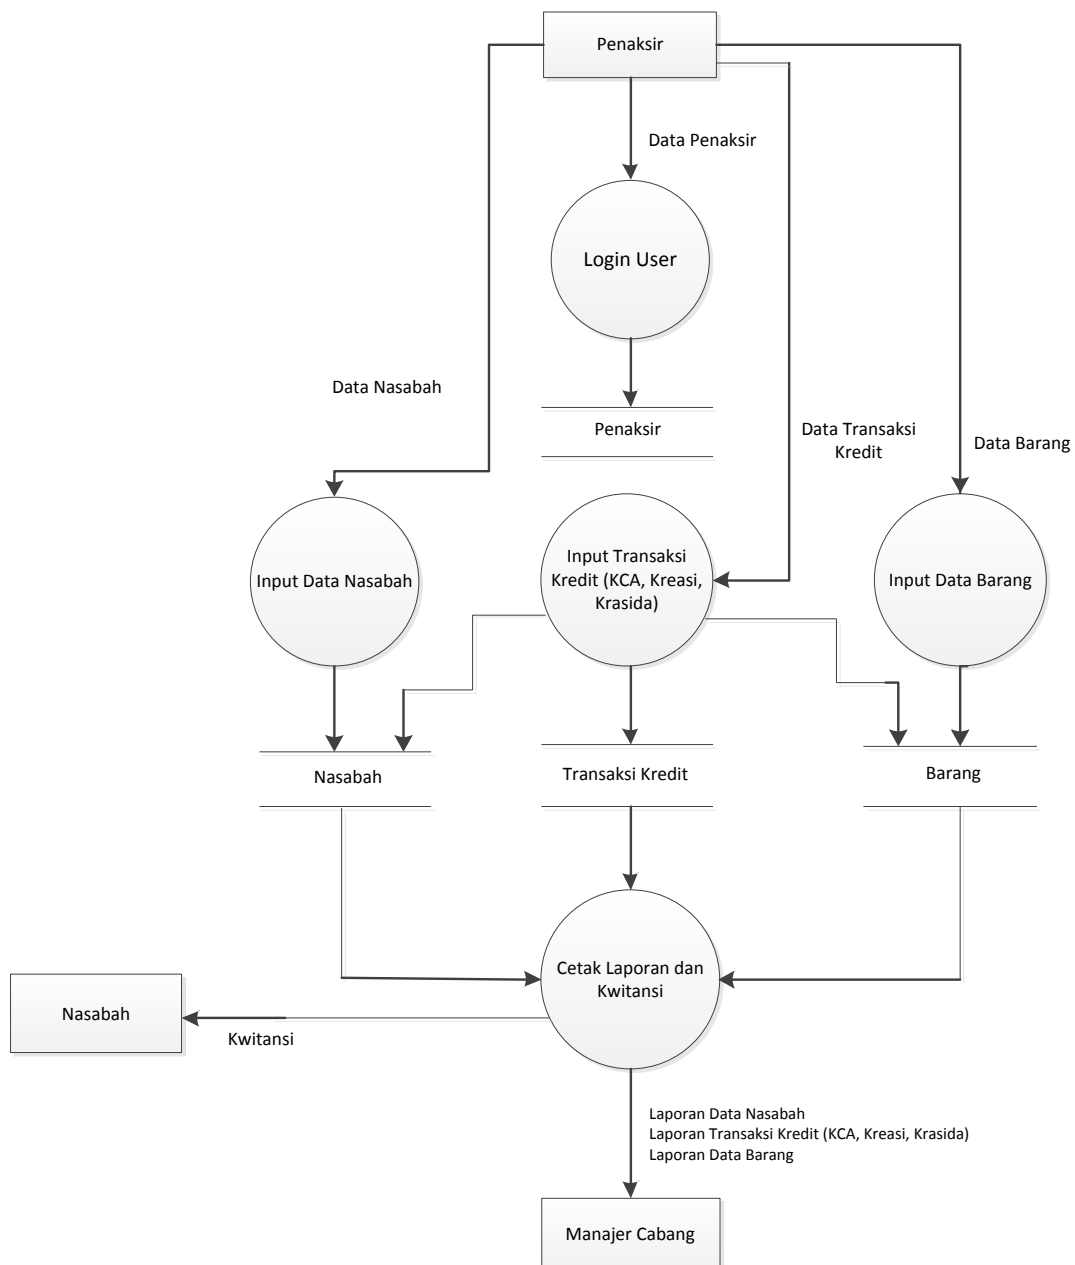 Penaksir
Data Penaksir
Login User
Data Nasabah
Penaksir
Data Transaksi
Kredit
Data Barang
Input Data Nasabah
Input Transaksi
Kredit (KCA, Kreasi,
Krasida)
Input Data Barang
Nasabah
Transaksi Kredit
Barang
Cetak Laporan dan
Kwitansi
Nasabah
Kwitansi
Laporan Data Nasabah
Laporan Transaksi Kredit (KCA, Kreasi, Krasida)
Laporan Data Barang
Manajer Cabang